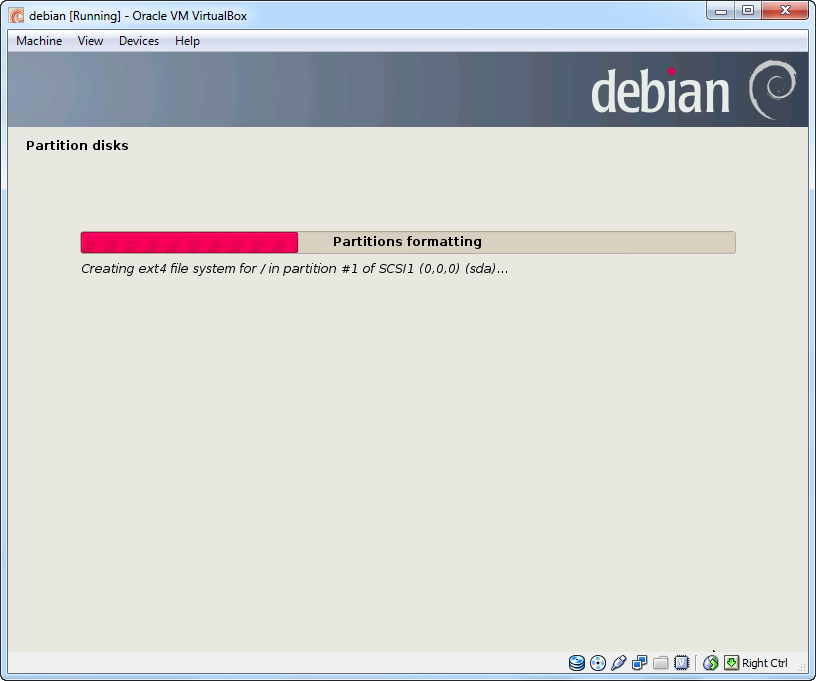 debian [Running] - Oracle VM VirtualBox
Machine View Devices Help
debian
Partition disks
Partitions formatting
Creating ext4 file system for / in partition #1 of SCSI1 (0,0,0) (sda)...
V
Right Ctrl